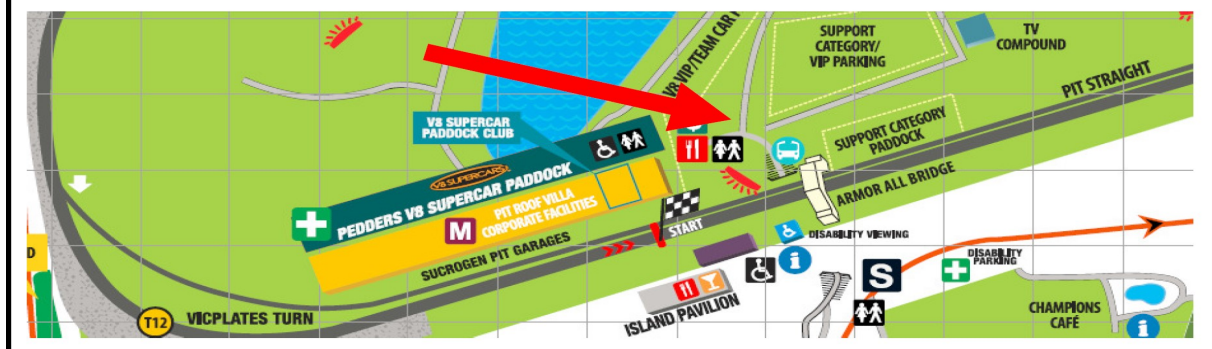 SUPPORT
CATEGORY/
VIP PARKING
TV
COMPOUND
V8 VIP/TEAM CAR
PIT STRAIGHT
V8 SUPERCAR
PADDOCK CLUB
SUPPORT CATEGORY
PADDOCK
V8 SUPERCARS
PEDDERS V8 SUPERCAR PADDOCK
ARMOR ALL BRIDGE
M
PIT ROOF VILLA
CORPORATE FACILITIES
START
SUCROGEN PIT GARAGES
DISABILITY VIEWING
D
DISABILITY
PARKING
i
S
ISLAND PAVILION
T12
VICPLATES TURN
CHAMPIONS
CAFÉ
i